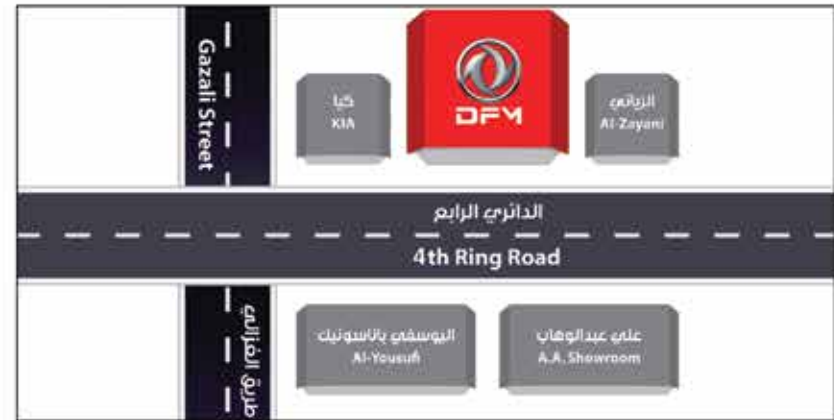 Gazali Street
كيا
KIA
DFM
الزياني
Al-Zayani
الدائري الرابع
4th Ring Road
طريق الغزالي
اليوسفي باناسونيك
Al-Yousufi
علي عبدالوهاب
A.A. Showroom